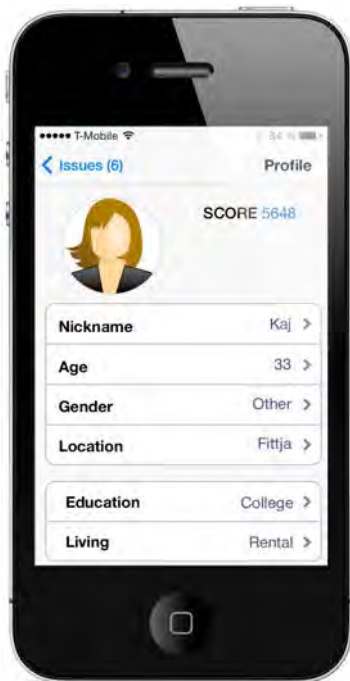 T-Mobile
Issues (6) Profile
SCORE 5648
Nickname Kaj
Age 33
Gender Other
Location Fittja
Education College
Living Rental